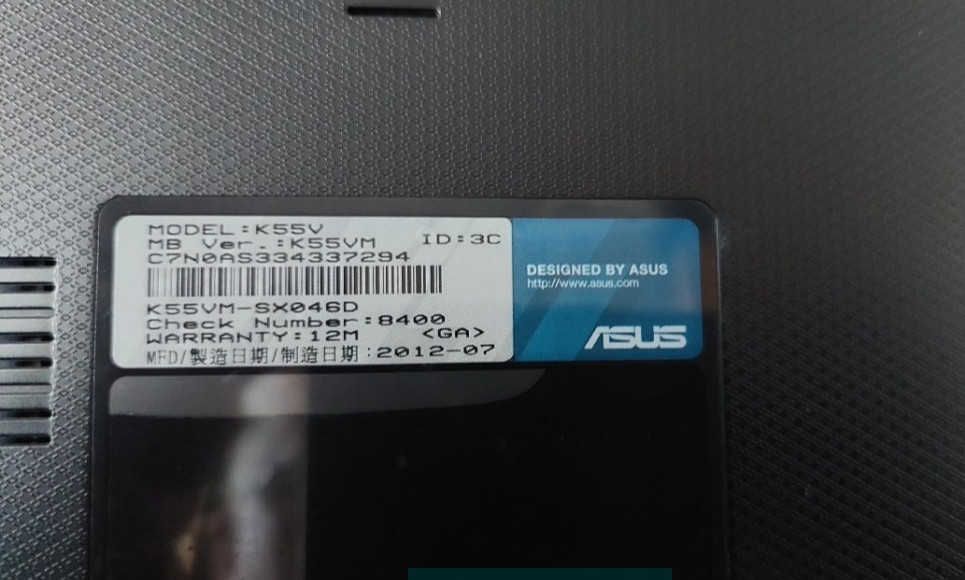 MODEL:K55V
MB Ver.:K55VM ID:3C
C7N0AS334337294
K55VM-SX046D
Check Number:8400
WARRANTY:12M <GA>
MFD/製造日期/制造日期:2012-07
DESIGNED BY ASUS
http://www.asus.com
ASUS